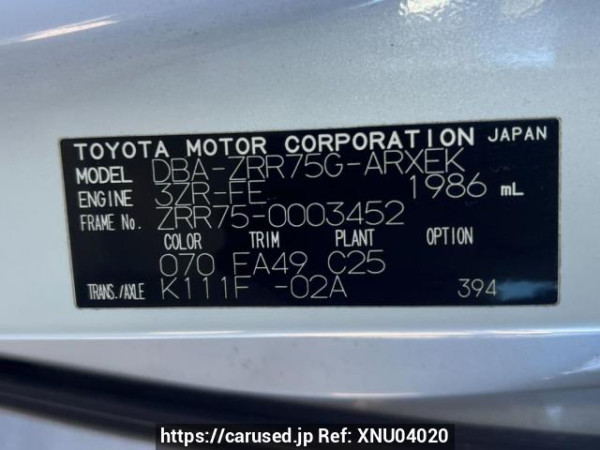 TOYOTA MOTOR CORPORATION JAPAN
MODEL DBA-ZRR75G-ARXEK
ENGINE 3ZR-FE 1986 mL
FRAME No. ZRR75-0003452
COLOR TRIM PLANT OPTION
070 EA49 C25
TRANS./AXLE K111F -02A 394
https://carused.jp Ref: XNU04020